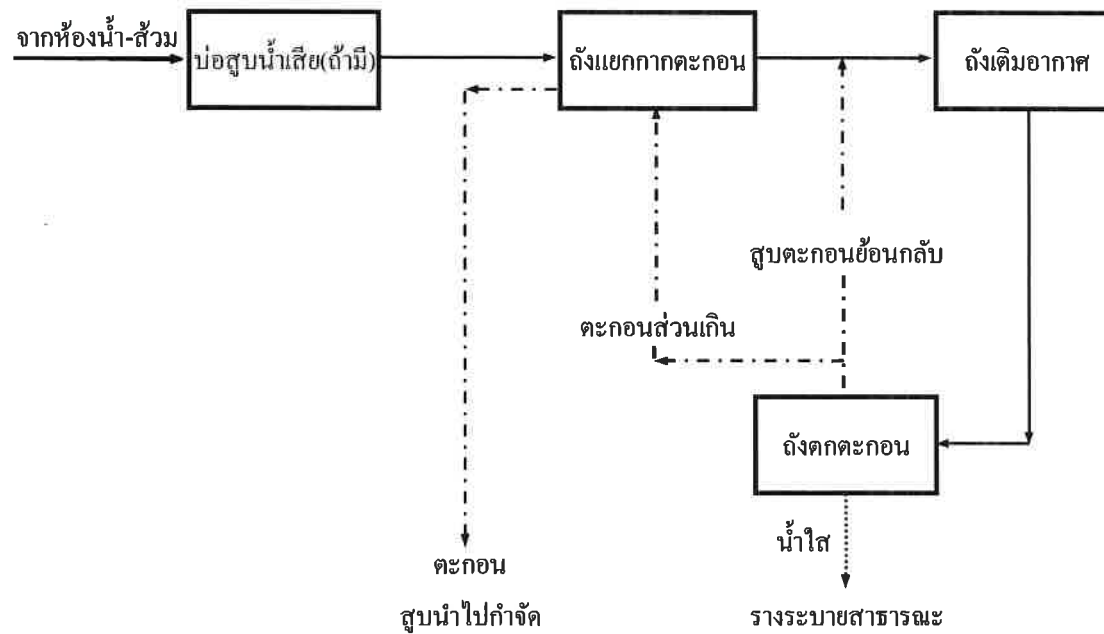 จากห้องน้ำ-ส้วม
บ่อสูบน้ำเสีย(ถ้ามี)
ถังแยกกากตะกอน
ถังเติมอากาศ
สูบตะกอนย้อนกลับ
ตะกอนส่วนเกิน
ถังตกตะกอน
น้ำใส
ตะกอน
สูบนำไปกำจัด
รางระบายสาธารณะ